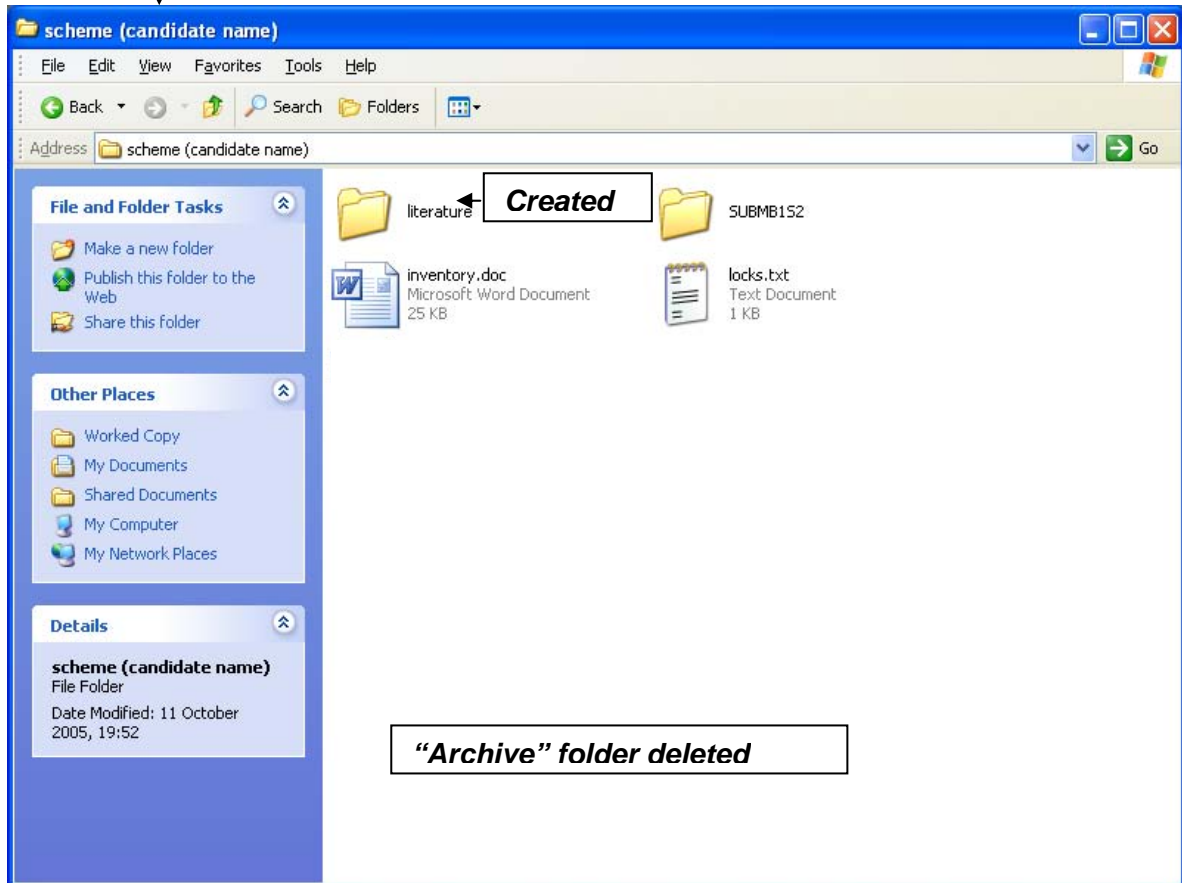 scheme (candidate name)
File Edit View Favorites Tools Help
Back Search Folders
Address scheme (candidate name) Go
File and Folder Tasks
Make a new folder
Publish this folder to the
Web
Share this folder
Other Places
Worked Copy
My Documents
Shared Documents
My Computer
My Network Places
Details
scheme (candidate name)
File Folder
Date Modified: 11 October
2005, 19:52
literature
Created
SUBMB1S2
inventory.doc
Microsoft Word Document
25 KB
locks.txt
Text Document
1 KB
“Archive” folder deleted